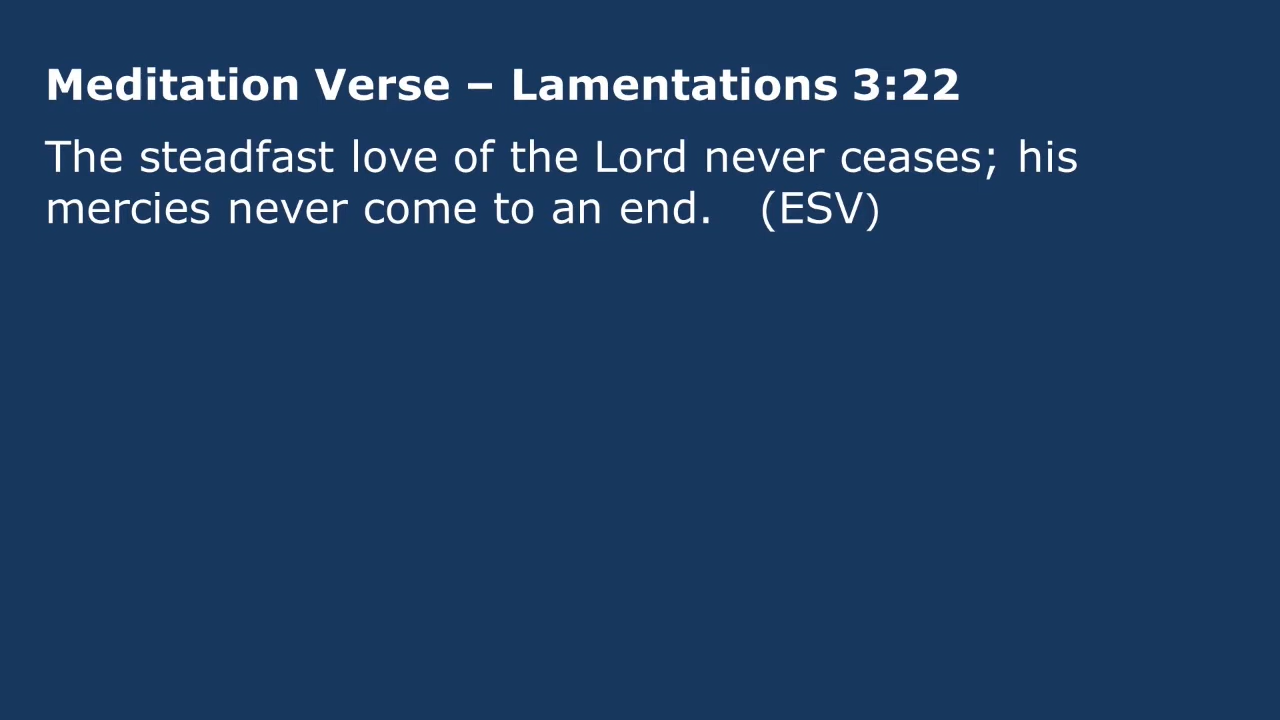 Meditation Verse – Lamentations 3:22
The steadfast love of the Lord never ceases; his
mercies never come to an end.   (ESV)